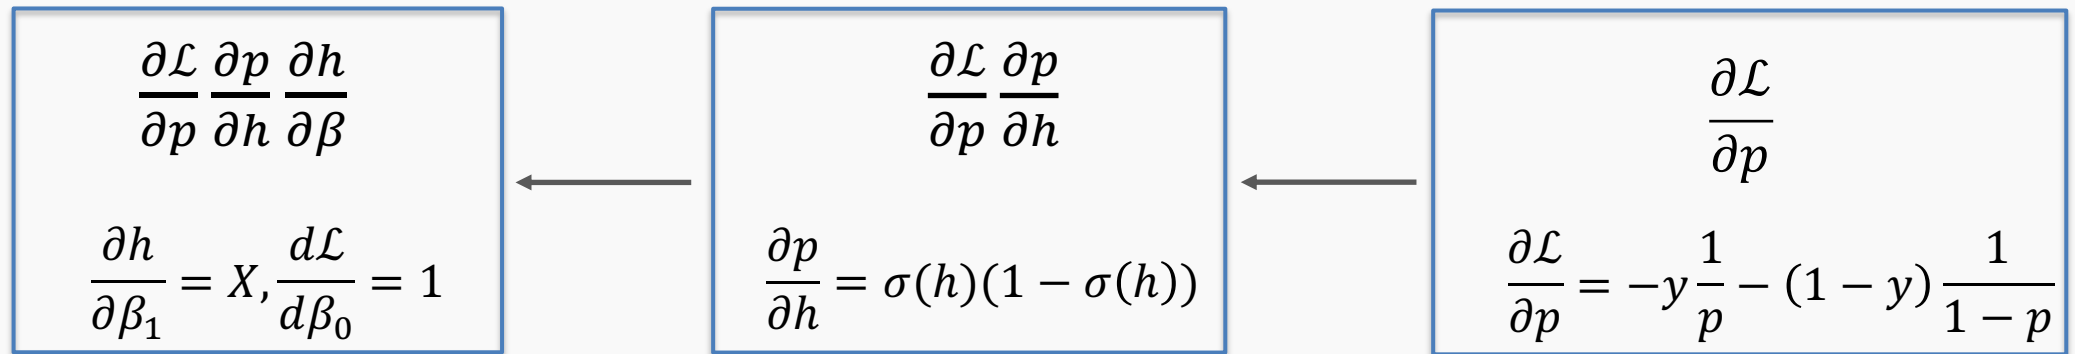 ∂ℒ/∂p ∂p/∂h ∂h/∂β
∂h/∂β₁ = X, dℒ/dβ₀ = 1
∂ℒ/∂p ∂p/∂h
∂p/∂h = σ(h)(1 − σ(h))
∂ℒ/∂p
∂ℒ/∂p = −y 1/p − (1 − y) 1/(1 − p)